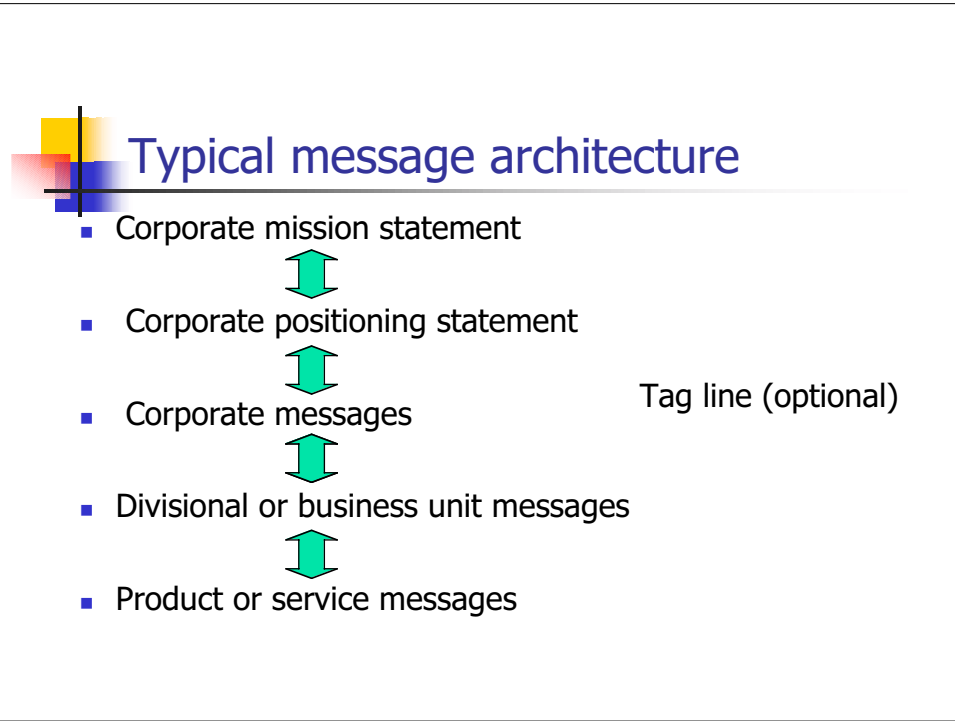 Typical message architecture
Corporate mission statement
Corporate positioning statement
Tag line (optional)
Corporate messages
Divisional or business unit messages
Product or service messages